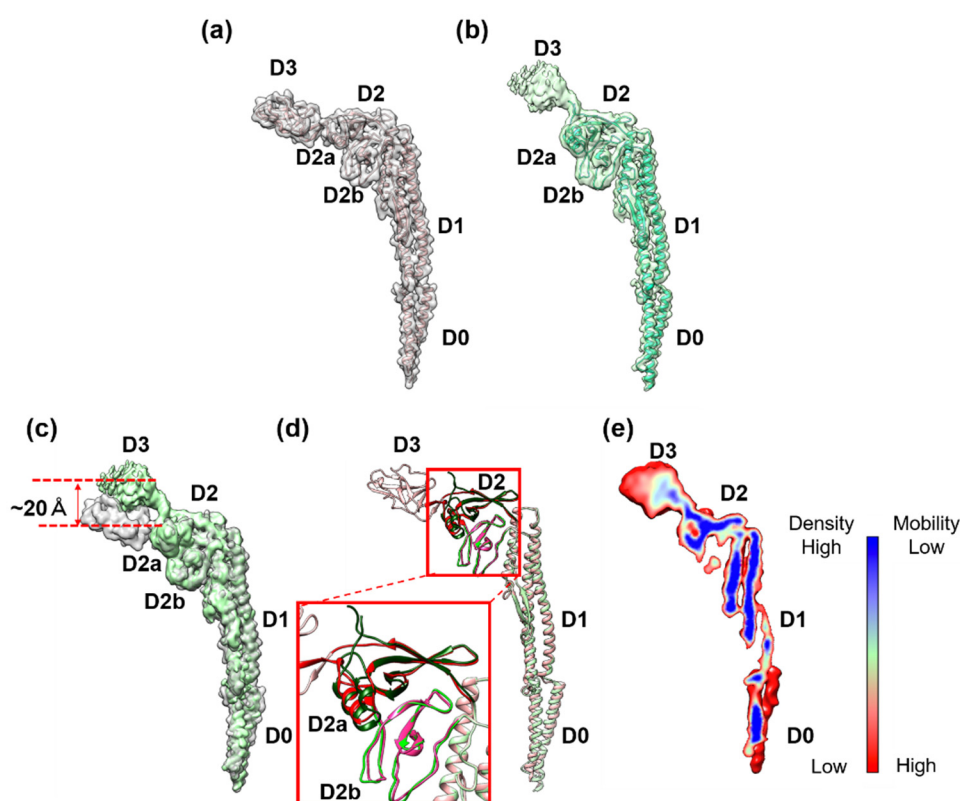 (a)
D3
D2
D2a
D2b
D1
D0
(b)
D3
D2
D2a
D2b
D1
D0
(c)
D3
~20 Å
D2
D2a
D2b
D1
D0
(d)
D3
D2
D1
D2a
D2b
D0
(e)
D3
D2
D1
D0
Density
High
Low
Mobility
Low
High